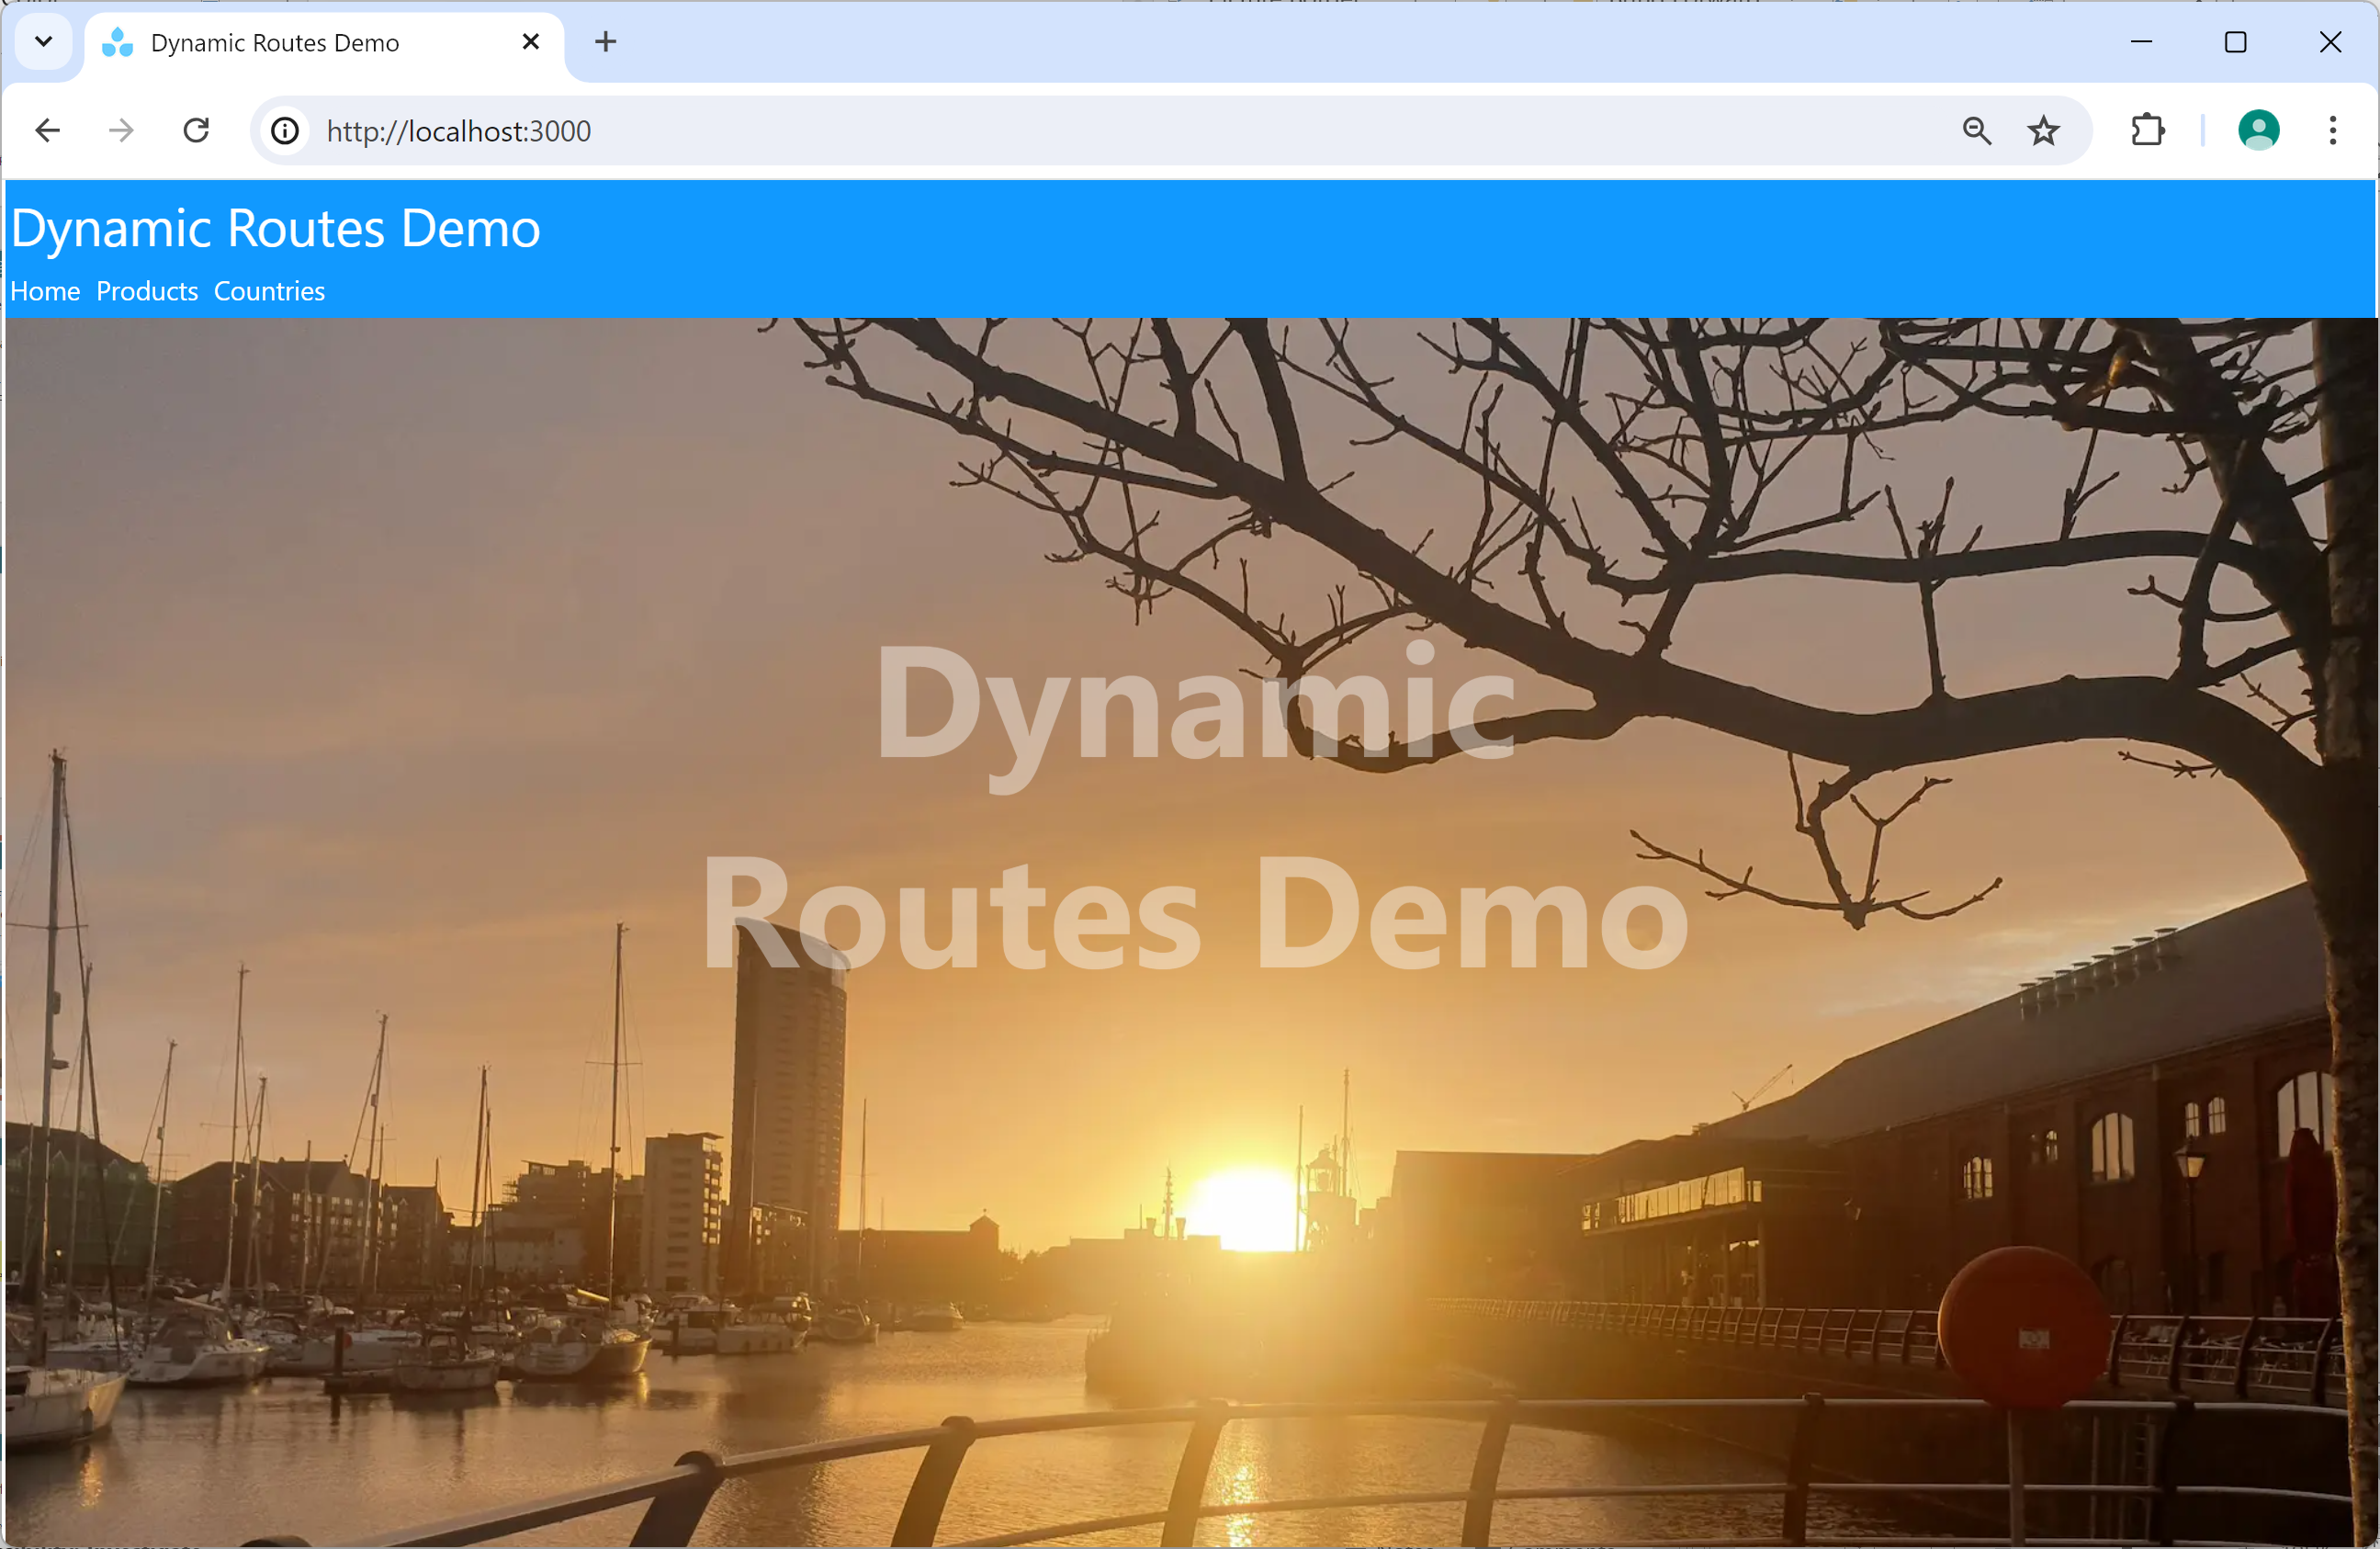 Dynamic Routes Demo
http://localhost:3000
Dynamic Routes Demo
Home Products Countries
Dynamic
Routes Demo